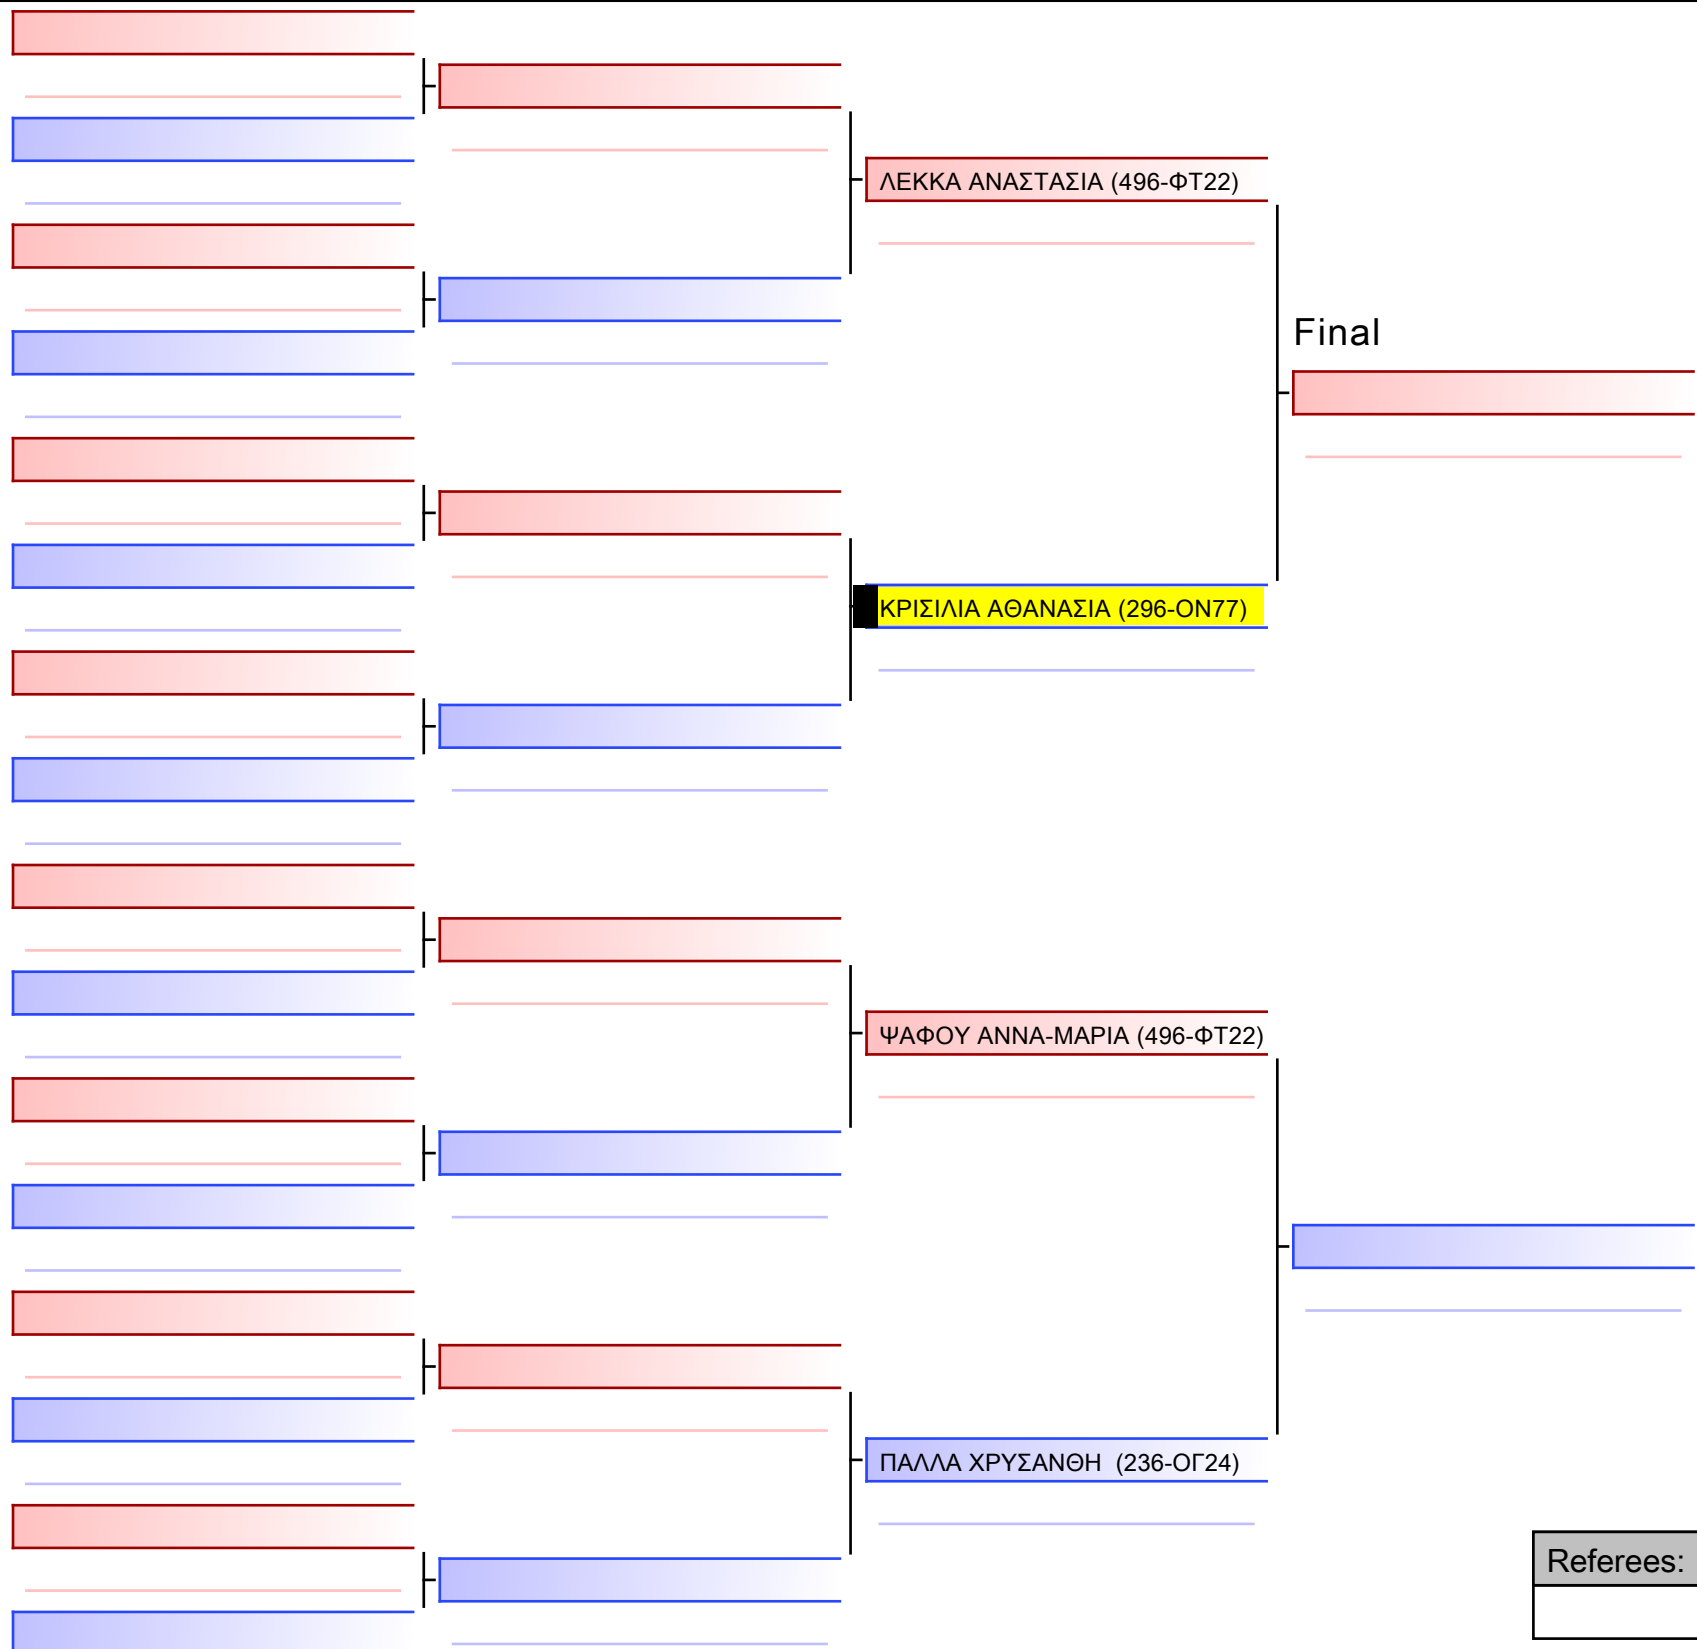 ΛΕΚΚΑ ΑΝΑΣΤΑΣΙΑ (496-ΦΤ22)
Final
ΚΡΙΣΙΛΙΑ ΑΘΑΝΑΣΙΑ (296-ΟΝ77)
ΨΑΦΟΥ ΑΝΝΑ-ΜΑΡΙΑ (496-ΦΤ22)
ΠΑΛΛΑ ΧΡΥΣΑΝΘΗ (236-ΟΓ24)
Referees: